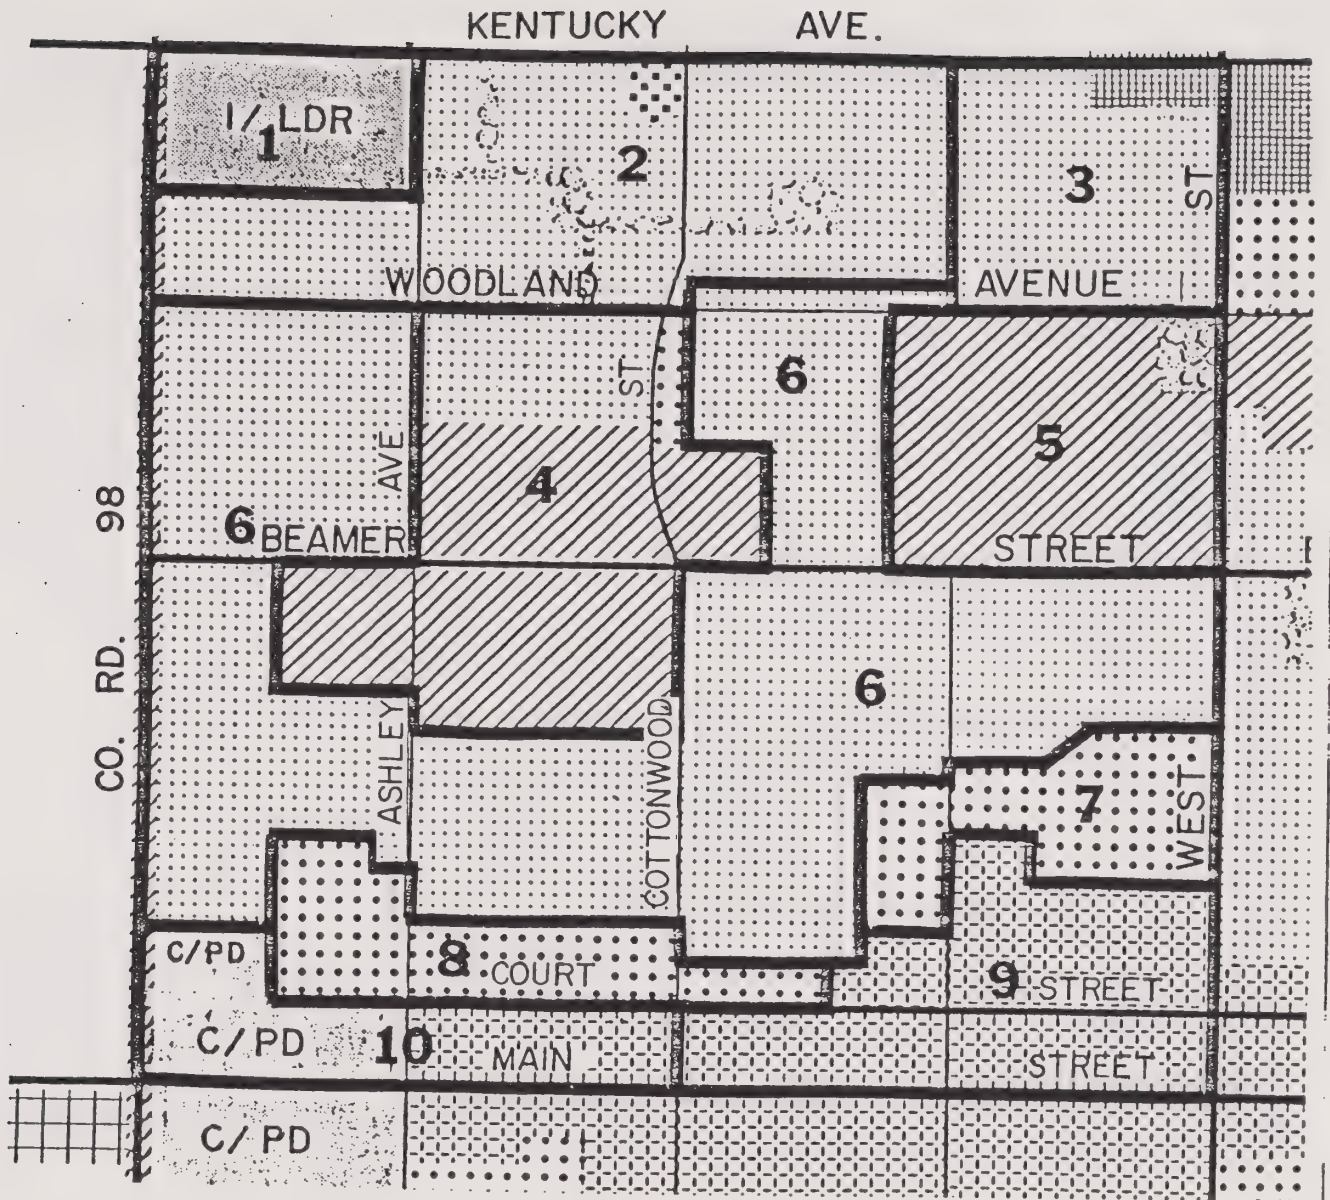 KENTUCKY AVE.
I/LDR
1
2
3
ST
WOODLAND AVENUE
ST
6
4
5
AVE
98
6
BEAMER STREET
RD.
CO.
6
ASHLEY
COTTONWOOD
7
WEST
C/PD
8
COURT
9
STREET
C/PD
10
MAIN STREET
C/PD